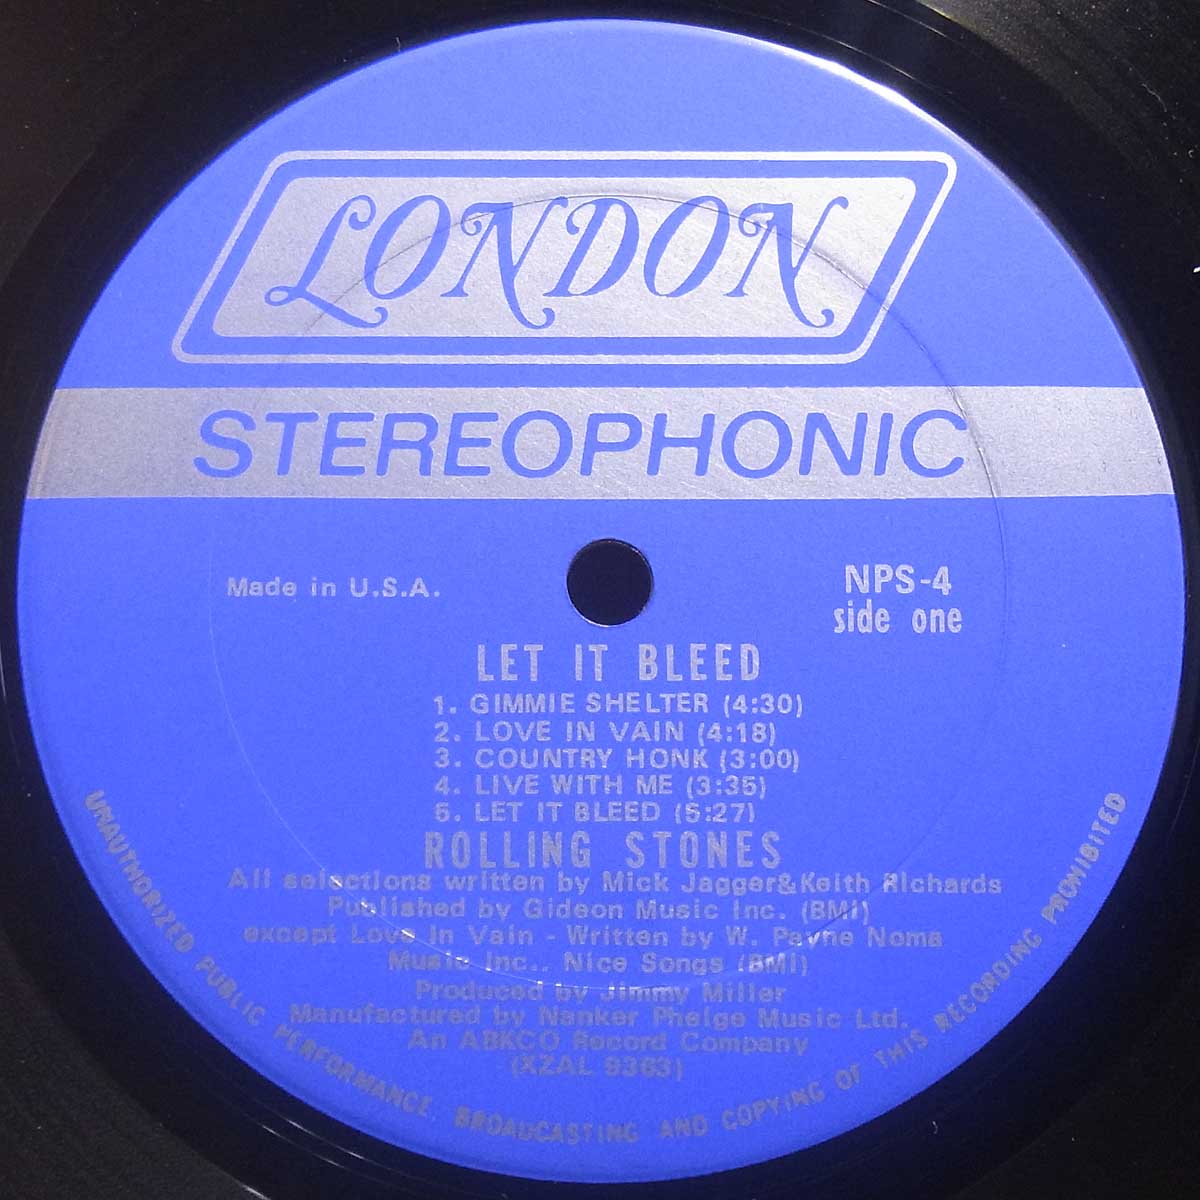 LONDON
STEREOPHONIC
Made in U.S.A.
NPS-4
side one
LET IT BLEED
1. GIMMIE SHELTER (4:30)
2. LOVE IN VAIN (4:18)
3. COUNTRY HONK (3:00)
4. LIVE WITH ME (3:35)
5. LET IT BLEED (5:27)
ROLLING STONES
All selections written by Mick Jagger&Keith Richards
Published by Gideon Music Inc. (BMI)
except Love In Vain - Written by W. Payne Noma
Music Inc., Nice Songs (BMI)
Produced by Jimmy Miller
Manufactured by Nanker Phelge Music Ltd.
An ABKCO Record Company
(XZAL 9363)
UNAUTHORIZED PUBLIC PERFORMANCE, BROADCASTING AND COPYING OF THIS RECORDING PROHIBITED